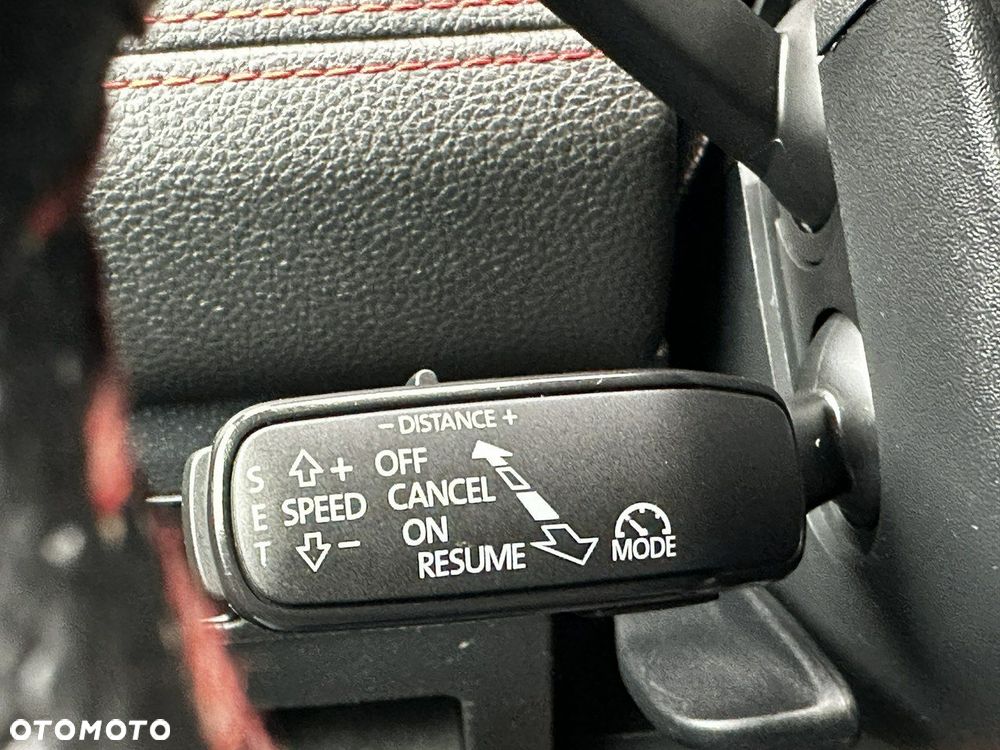 - DISTANCE +
S E T
+
SPEED
-
OFF
CANCEL
ON
RESUME
MODE
OTOMOTO